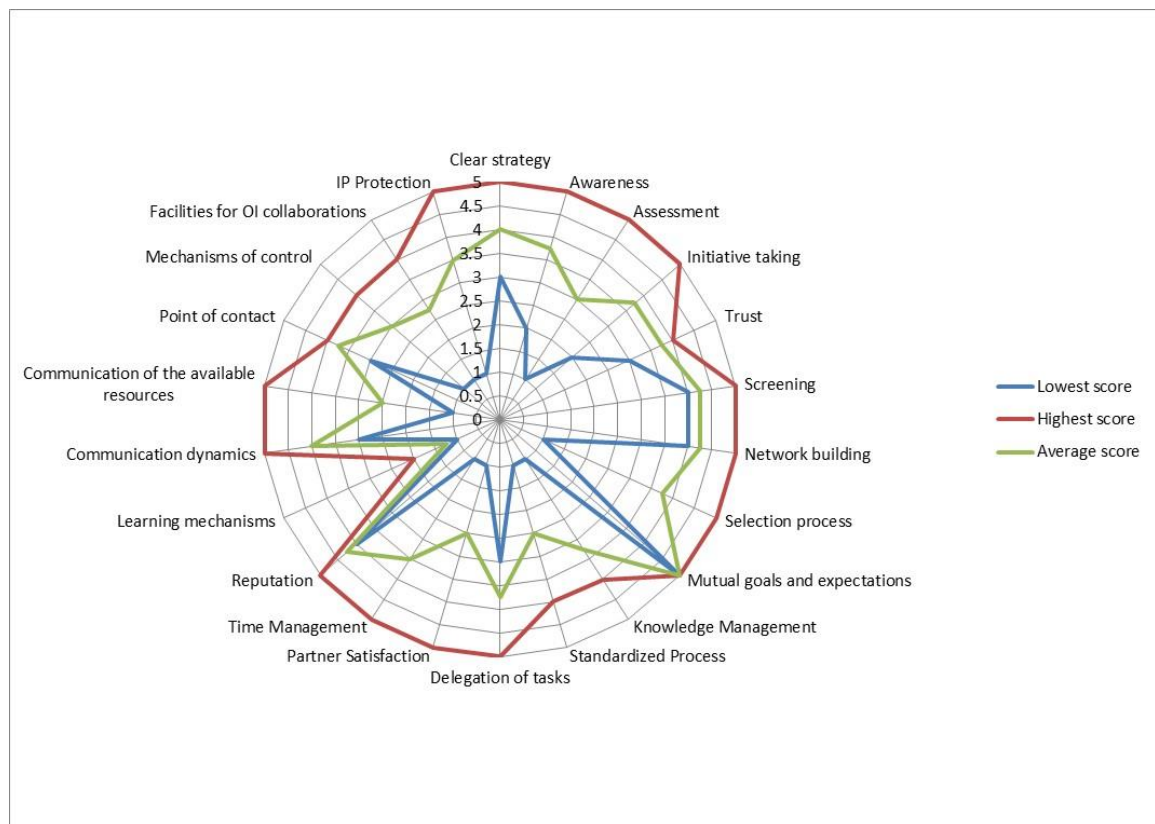 Clear strategy
IP Protection
Awareness
Facilities for OI collaborations
Assessment
Mechanisms of control
Initiative taking
Point of contact
Trust
Communication of the available
resources
Screening
Communication dynamics
Network building
Learning mechanisms
Selection process
Reputation
Mutual goals and expectations
Time Management
Knowledge Management
Partner Satisfaction
Standardized Process
Delegation of tasks
5
4.5
4
3.5
3
2.5
2
1.5
1
0.5
0
Lowest score
Highest score
Average score